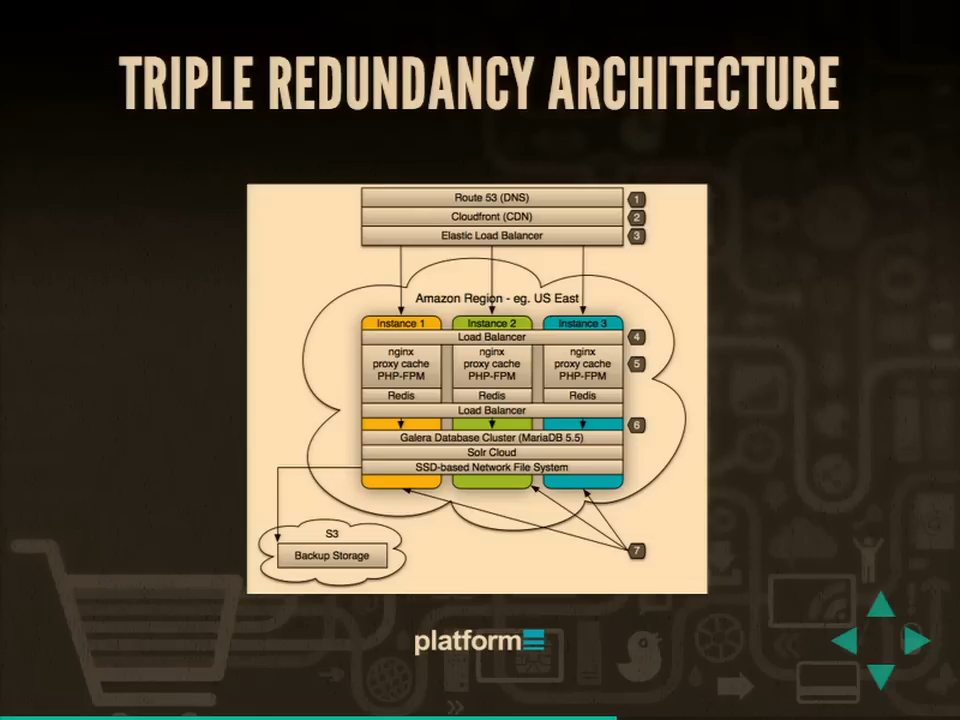 TRIPLE REDUNDANCY ARCHITECTURE
Route 53 (DNS)
1
Cloudfront (CDN)
2
Elastic Load Balancer
3
Amazon Region - eg. US East
Instance 1
Instance 2
Instance 3
Load Balancer
4
nginx
proxy cache
PHP-FPM
nginx
proxy cache
PHP-FPM
nginx
proxy cache
PHP-FPM
5
Redis
Redis
Redis
Load Balancer
6
Galera Database Cluster (MariaDB 5.5)
Solr Cloud
SSD-based Network File System
S3
Backup Storage
7
platform